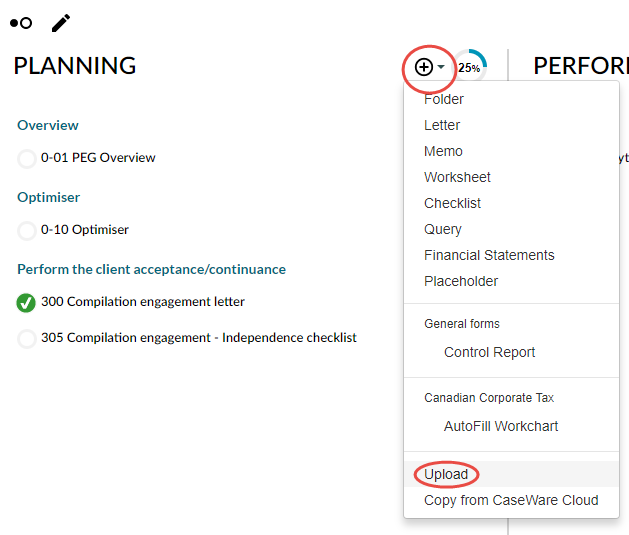 PLANNING
25%
Overview
0-01 PEG Overview
Optimiser
0-10 Optimiser
Perform the client acceptance/continuance
300 Compilation engagement letter
305 Compilation engagement - Independence checklist
Folder
Letter
Memo
Worksheet
Checklist
Query
Financial Statements
Placeholder
General forms
Control Report
Canadian Corporate Tax
AutoFill Workchart
Upload
Copy from CaseWare Cloud
PERFORI
yt